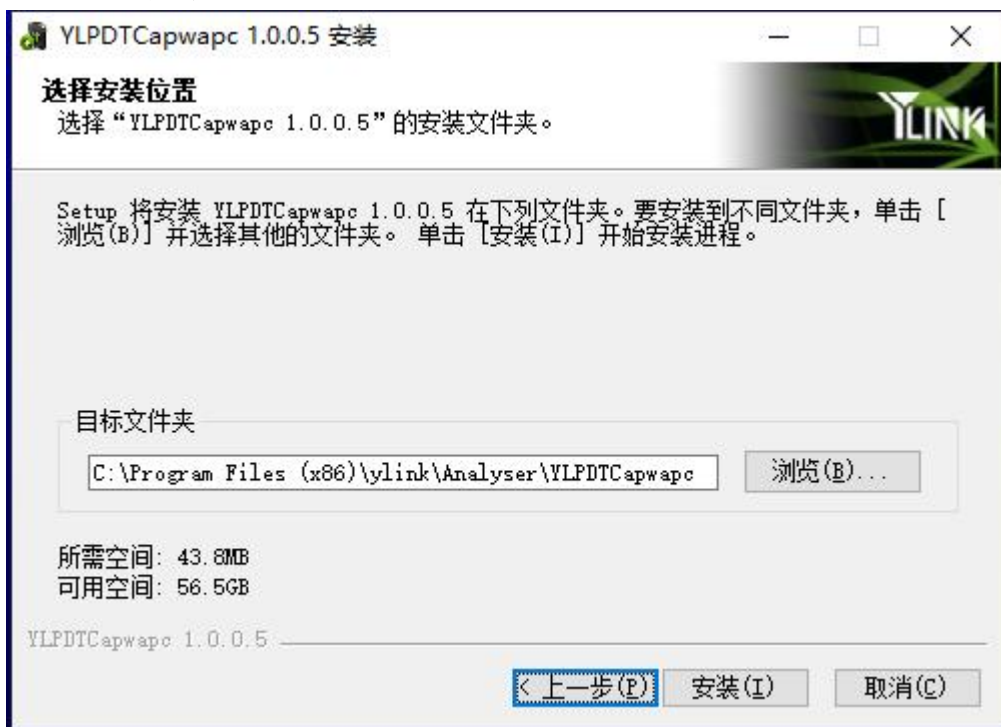 YLPDTCapwapc 1.0.0.5 安装
选择安装位置
选择“YLPDTCapwapc 1.0.0.5”的安装文件夹。
YLINK
Setup 将安装 YLPDTCapwapc 1.0.0.5 在下列文件夹。要安装到不同文件夹，单击 [
浏览(B)] 并选择其他的文件夹。 单击 [安装(I)] 开始安装进程。
目标文件夹
C:\Program Files (x86)\ylink\Analyser\YLPDTCapwapc
浏览(B)...
所需空间: 43.8MB
可用空间: 56.5GB
YLPDTCapwapc 1.0.0.5
< 上一步(P)
安装(I)
取消(C)